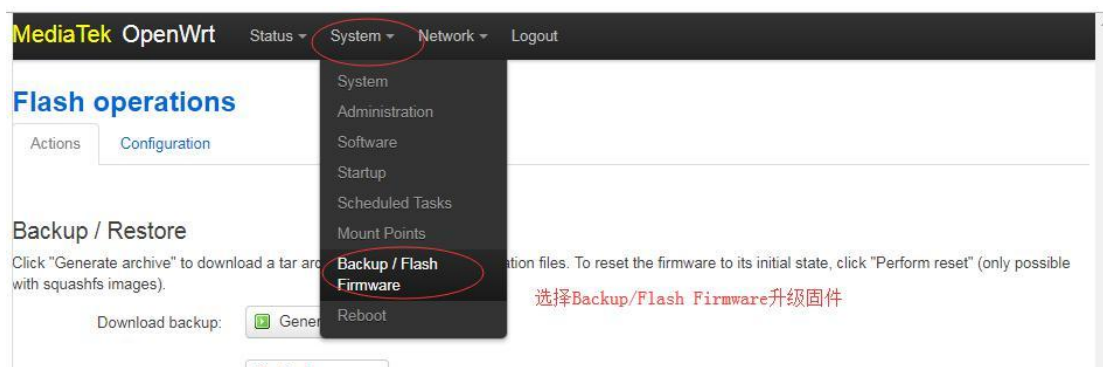 MediaTek OpenWrt Status System Network Logout
System
Administration
Software
Startup
Scheduled Tasks
Mount Points
Backup / Flash
Firmware
Reboot
Flash operations
Actions Configuration
Backup / Restore
Click "Generate archive" to download a tar ation files. To reset the firmware to its initial state, click "Perform reset" (only possible
with squashfs images).
选择Backup/Flash Firmware升级固件
Download backup: Gener